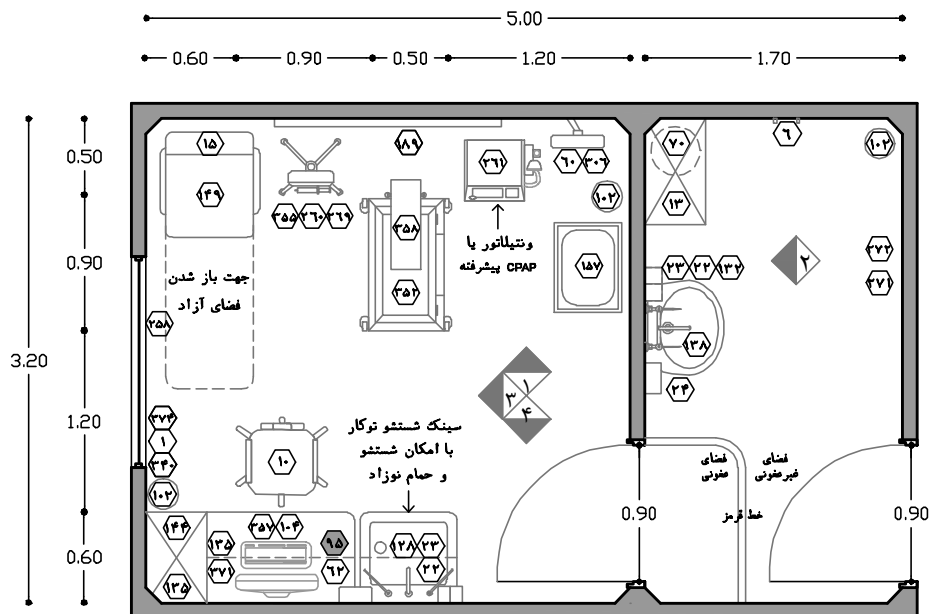 5.00
0.60 0.90 0.50 1.20 1.70
۱۵ ۱۸۹ ۲۶۱ ۶۰ ۳۰۶ ۷۰ ۶ ۱۰۲
0.50
۱۴۹ ۳۵۵ ۲۶۰ ۲۶۹ ۳۵۸ ۱۰۲ ۱۳
ونتیلاتور یا
CPAP پیشرفته
0.90
جهت باز شدن
فضای آزاد
۳۵۲ ۱۵۷ ۲۳ ۲۲ ۱۳۲ ۲ ۲۷۲
۲۷۱
۲۵۸ ۱۳۸
3.20
۱ ۳ ۴ ۲۴
1.20
۳۷۴
۱
۳۴۰
۱۰۲
۱۰
سینک شستشو توکار
با امکان شستشو
و حمام نوزاد
فضای عفونی
فضای غیرعفونی
خط قرمز
0.90 0.90
۱۴۴ ۱۳۵ ۳۵۷ ۱۰۴ ۹۵ ۱۲۸ ۲۳
0.60
۱۳۵ ۳۷۱ ۶۲ ۲۲